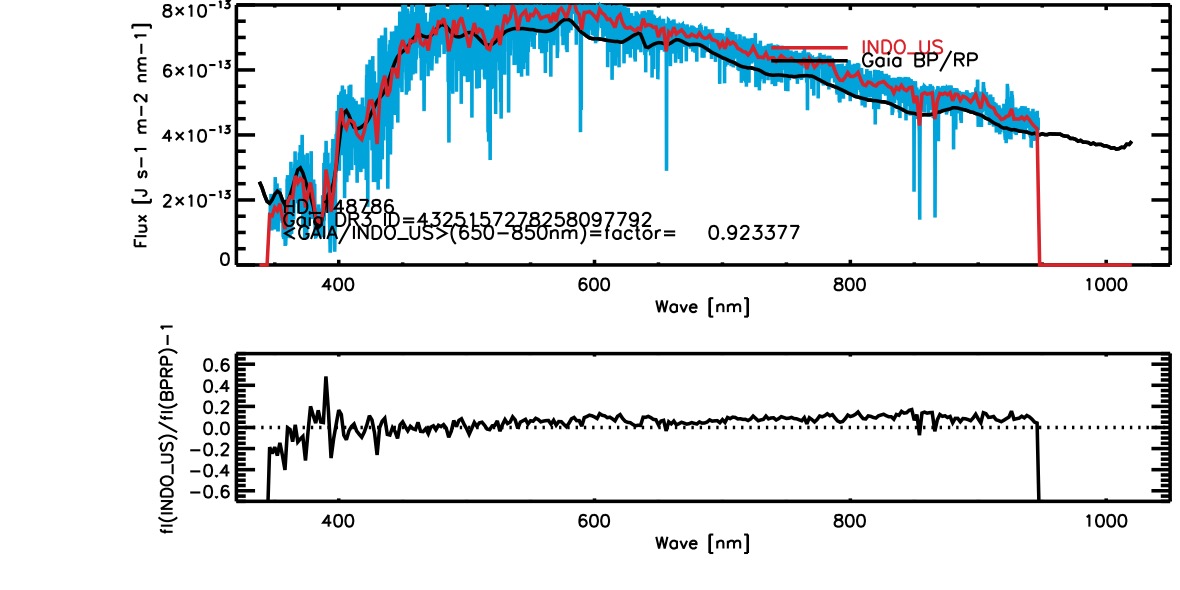 8×10−13
6×10−13
4×10−13
2×10−13
0
Flux [J s−1 m−2 nm−1]
INDO_US
Gaia BP/RP
HD_148786
Gaia DR3 ID=4325157278258097792
<GAIA/INDO_US>(650−850nm)=factor= 0.923377
400 600 800 1000
Wave [nm]
fl(INDO_US)/fl(BPRP)−1
0.6
0.4
0.2
0.0
−0.2
−0.4
−0.6
400 600 800 1000
Wave [nm]